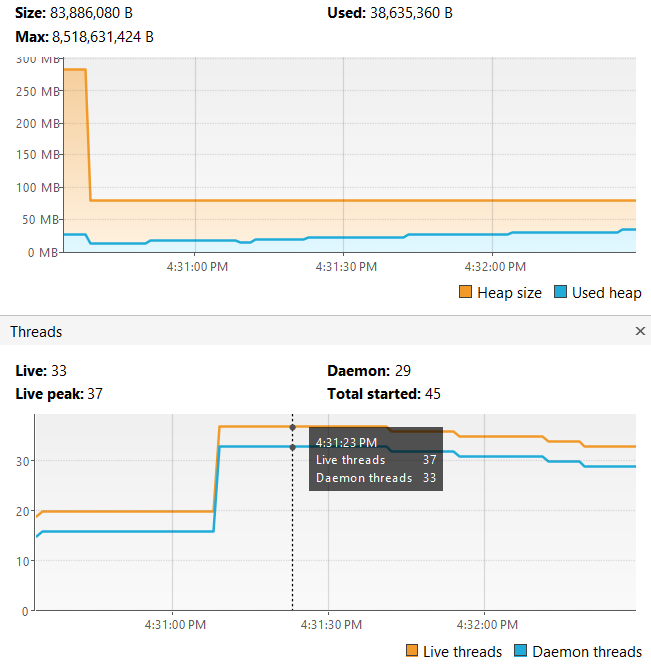 Size: 83,886,080 B Used: 38,635,360 B
Max: 8,518,631,424 B
300 MB
250 MB
200 MB
150 MB
100 MB
50 MB
0 MB
4:31:00 PM 4:31:30 PM 4:32:00 PM
Heap size Used heap
Threads ×
Live: 33 Daemon: 29
Live peak: 37 Total started: 45
30
20
10
0
4:31:23 PM
Live threads 37
Daemon threads 33
4:31:00 PM 4:31:30 PM 4:32:00 PM
Live threads Daemon threads